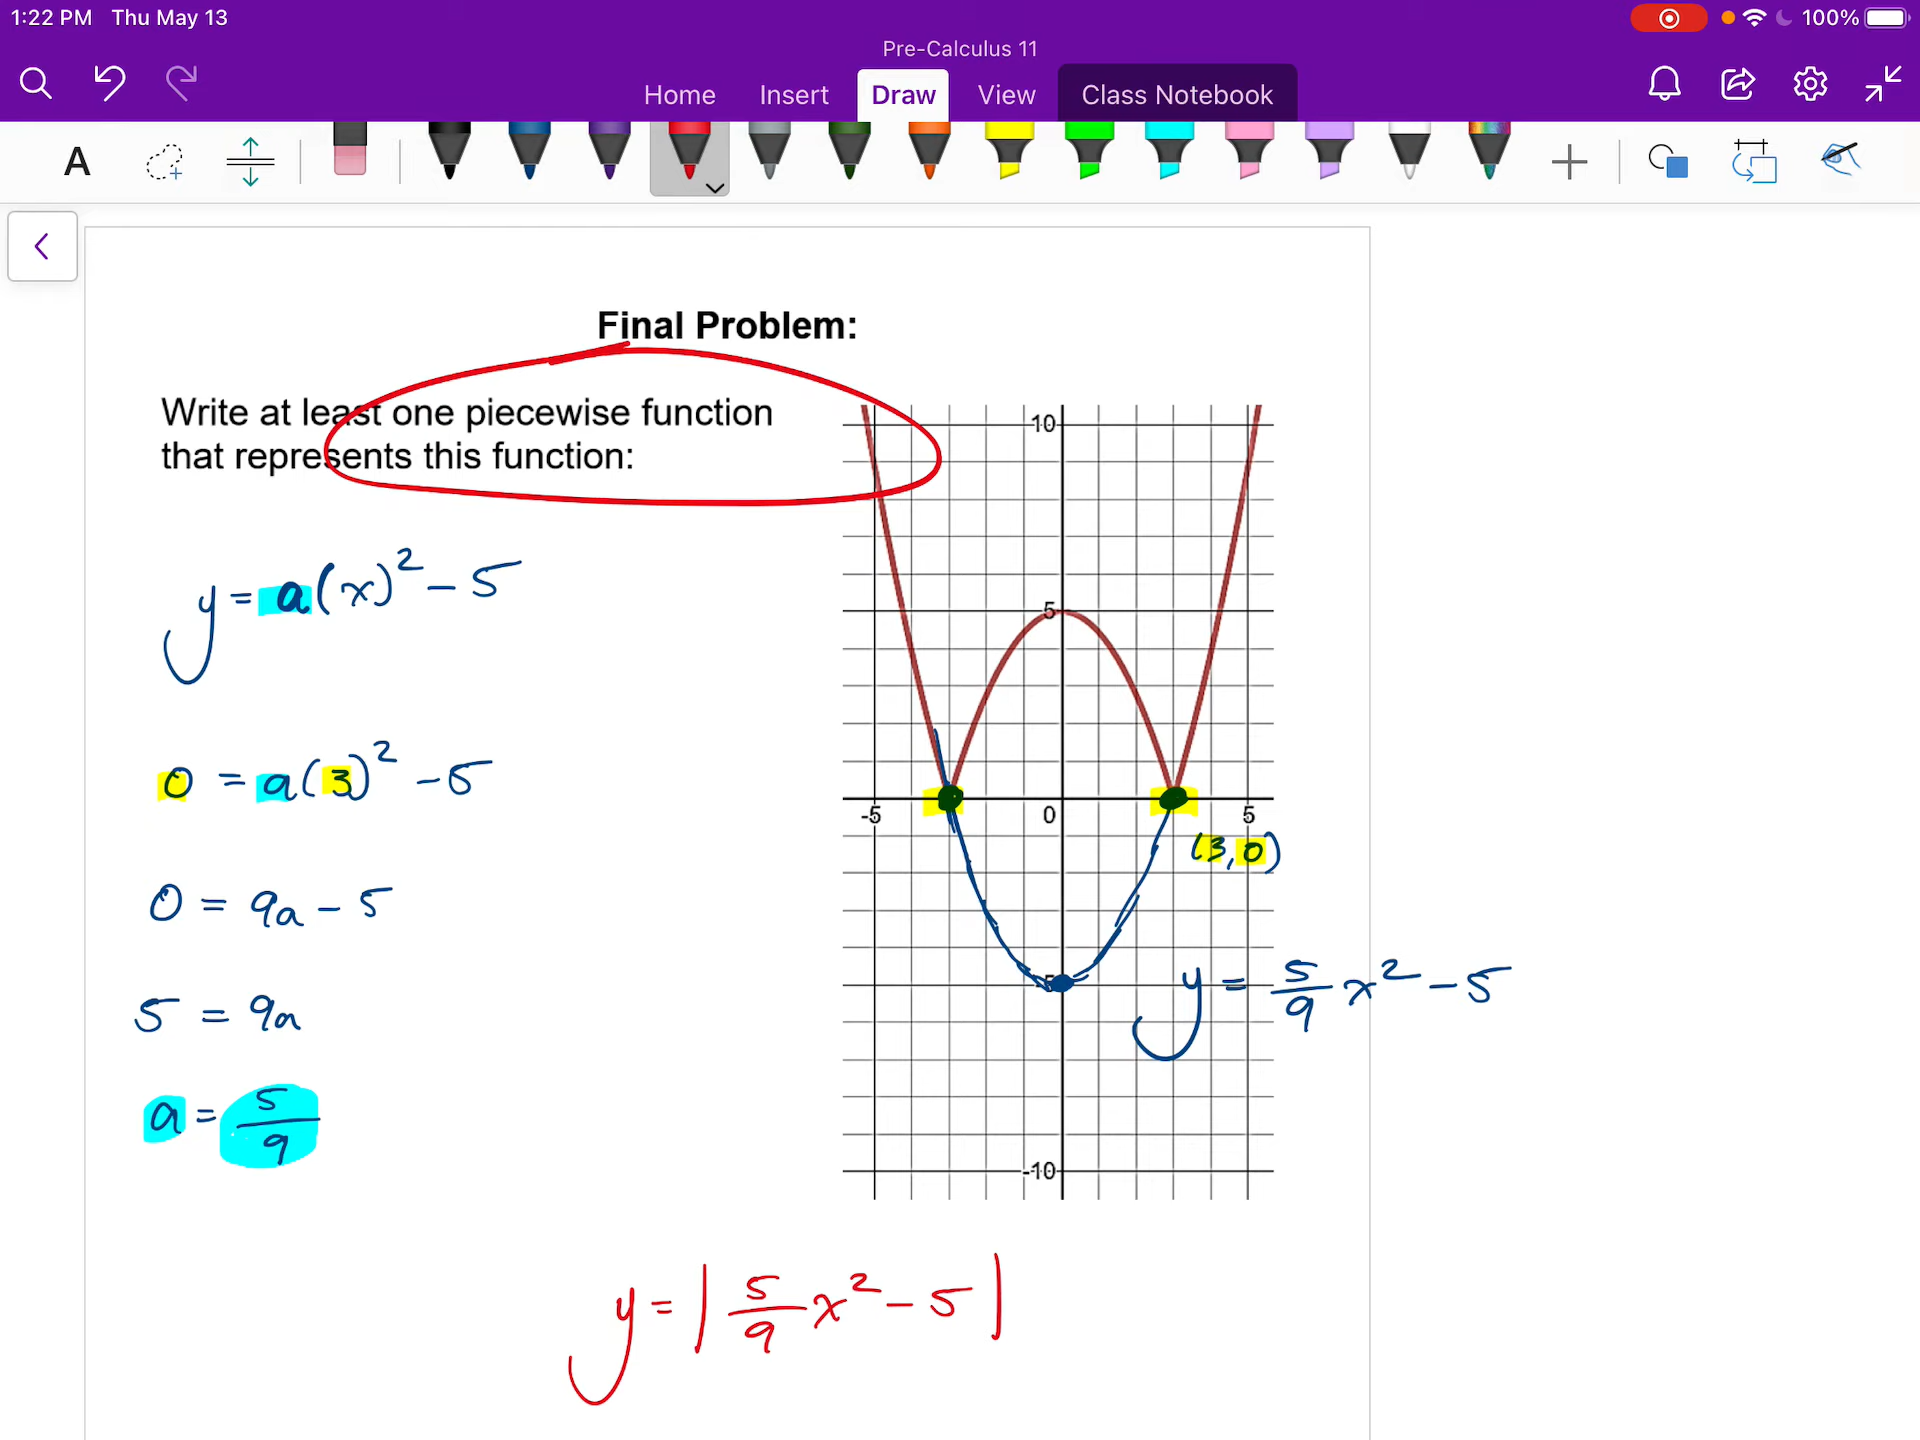 1:22 PM Thu May 13
100%
Pre-Calculus 11
Home Insert Draw View Class Notebook
A
Final Problem:
Write at least one piecewise function
that represents this function:
y = a(x)² - 5
0 = a(3)² - 5
0 = 9a - 5
5 = 9a
a = 5/9
10
5
-5 0 5
(3, 0)
y = 5/9 x² - 5
-10
y = | 5/9 x² - 5 |